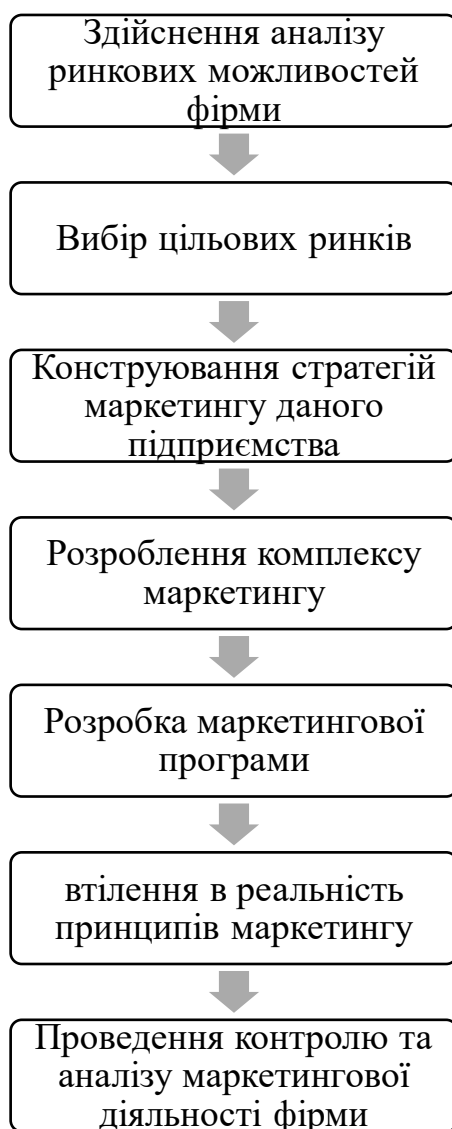 Здійснення аналізу
ринкових можливостей
фірми
Вибір цільових ринків
Конструювання стратегій
маркетингу даного
підприємства
Розроблення комплексу
маркетингу
Розробка маркетингової
програми
втілення в реальність
принципів маркетингу
Проведення контролю та
аналізу маркетингової
діяльності фірми